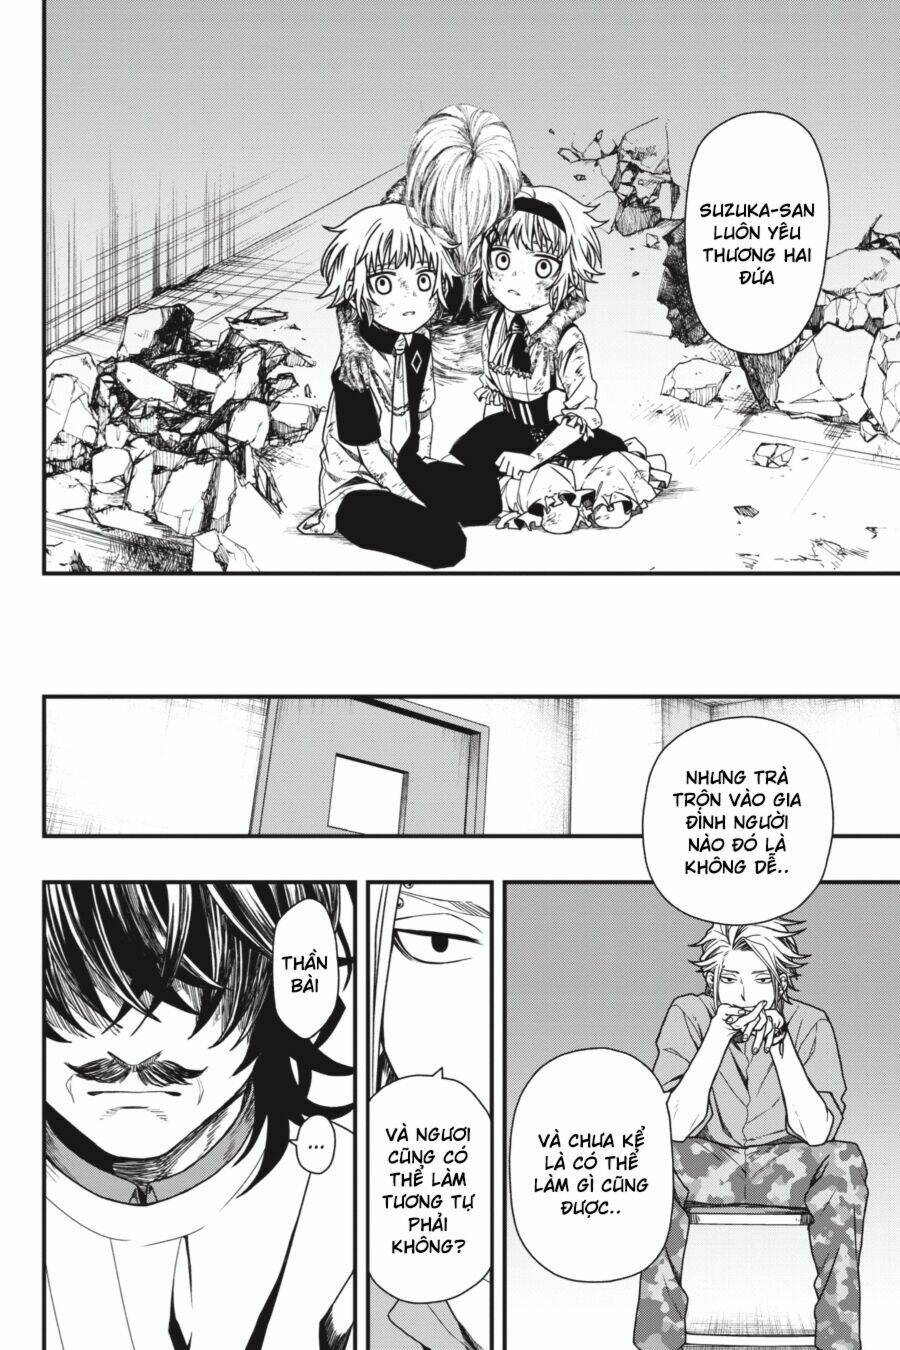 SUZUKA-SAN
LUÔN YÊU
THƯƠNG HAI
ĐỨA
NHƯNG TRÀ
TRỘN VÀO GIA
ĐÌNH NGƯỜI
NÀO ĐÓ LÀ
KHÔNG DỄ..
VÀ CHƯA KỂ
LÀ CÓ THỂ
LÀM GÌ CŨNG
ĐƯỢC..
VÀ NGƯƠI
CŨNG CÓ
THỂ LÀM
TƯƠNG TỰ
PHẢI
KHÔNG?
THẦN
BÀI
...